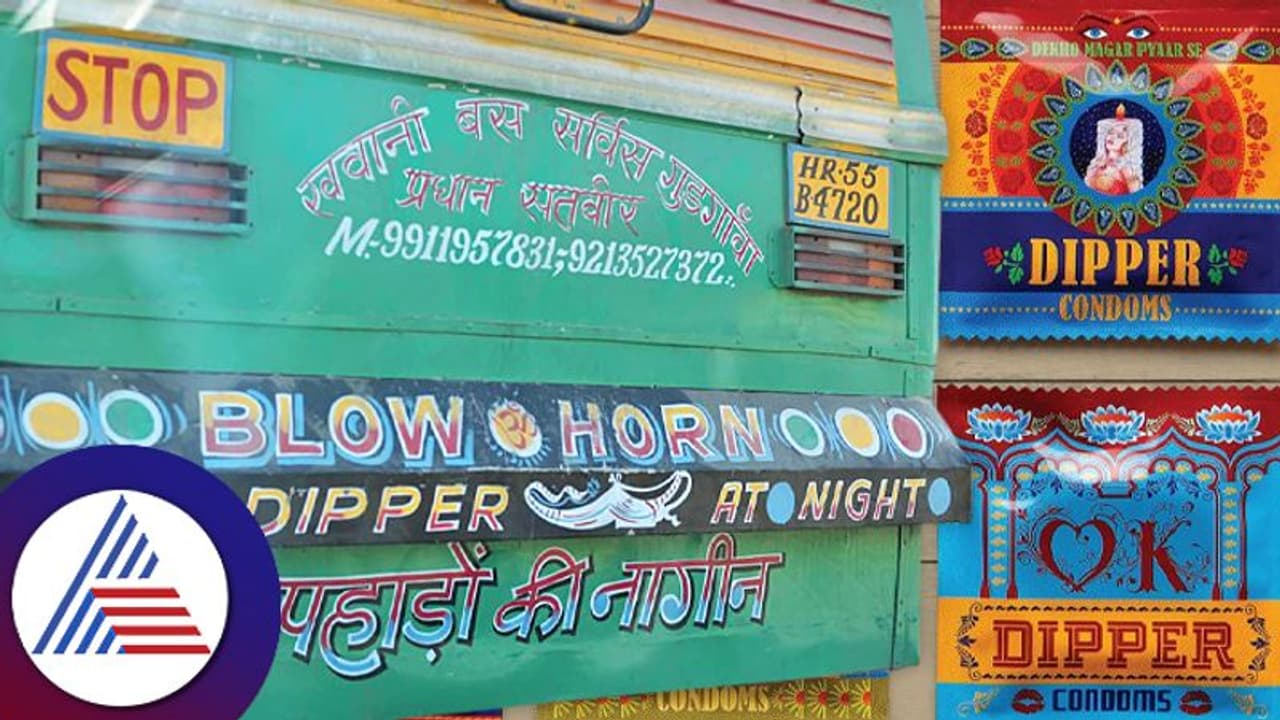 STOP
खवानी बस सर्विस गुडगाँवा
प्रधान सतबीर
M.-9911957831;9213527372.
HR-55
B4720
BLOW ॐ HORN
DIPPER AT NIGHT
पहाड़ों की नागीन
DEKHO MAGAR PYAAR SE
DIPPER
CONDOMS
OK
DIPPER
CONDOMS
CONDOMS